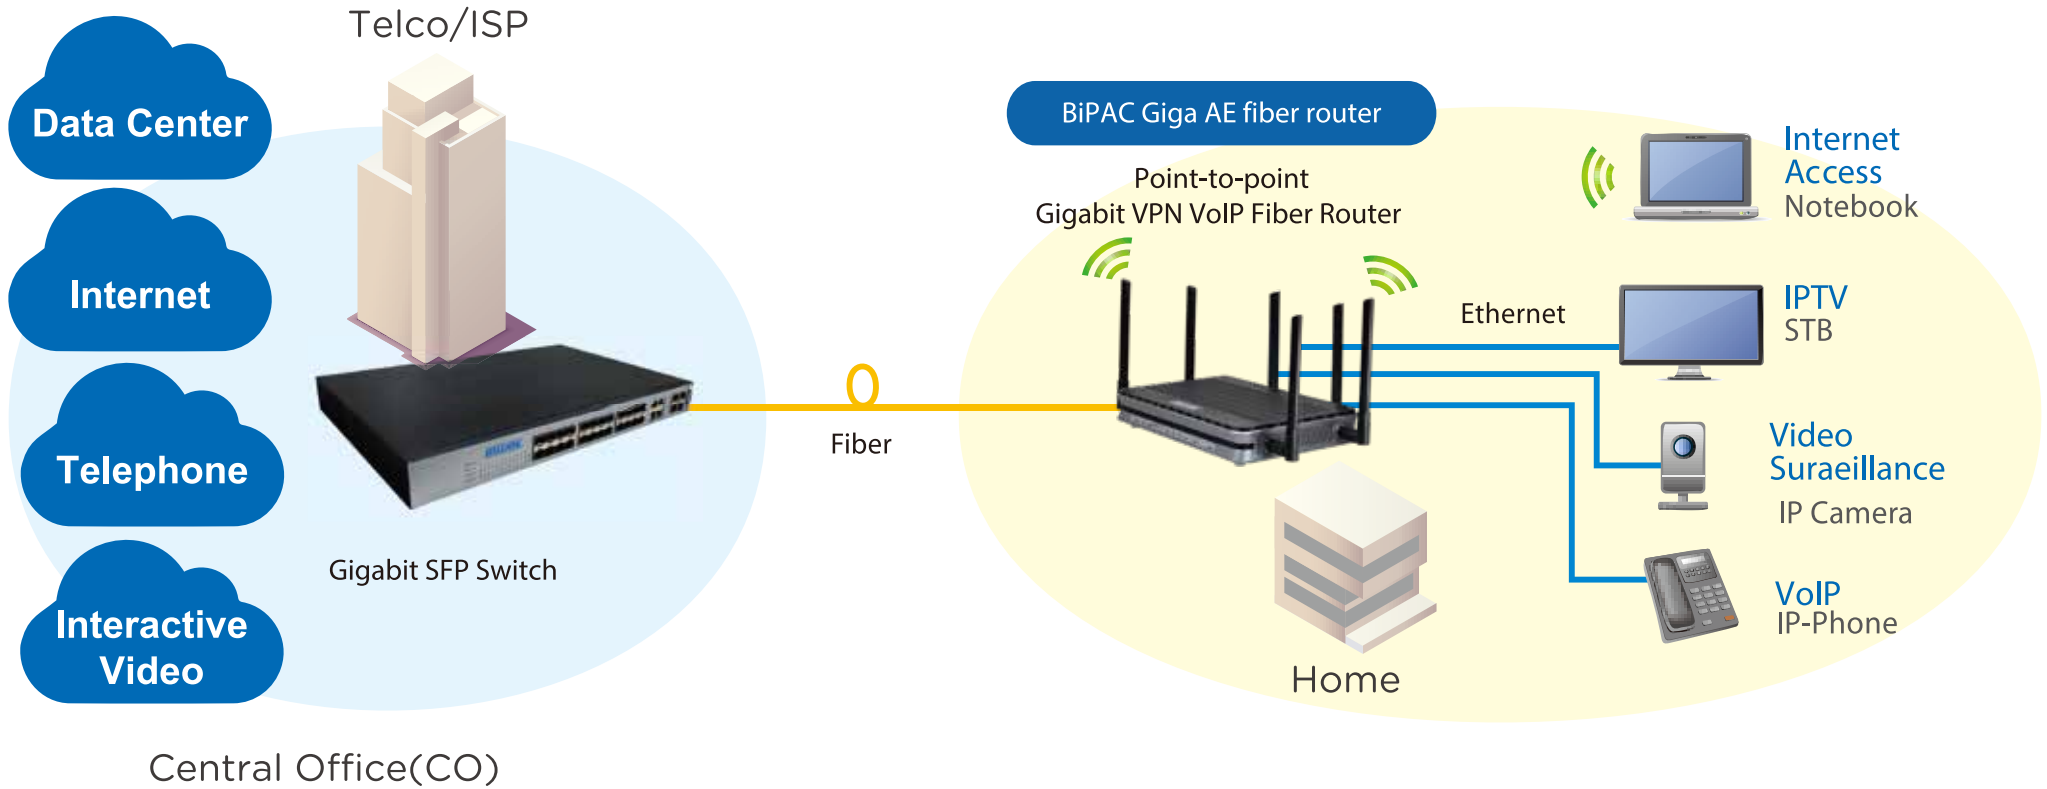 Telco/ISP
Data Center
Internet
Telephone
Interactive
Video
Gigabit SFP Switch
Central Office(CO)
Fiber
BiPAC Giga AE fiber router
Point-to-point
Gigabit VPN VoIP Fiber Router
Ethernet
Home
Internet
Access
Notebook
IPTV
STB
Video
Suraeillance
IP Camera
VoIP
IP-Phone